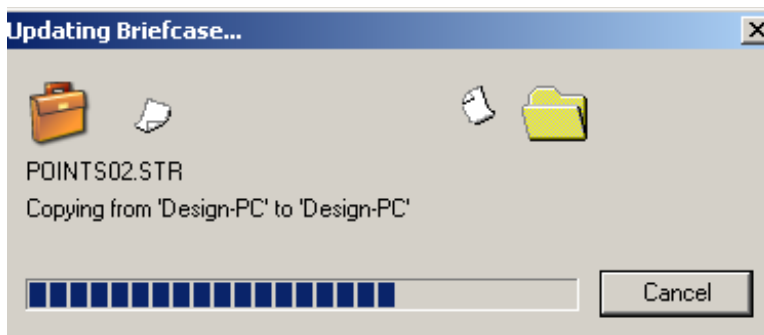 Updating Briefcase...
POINTS02.STR
Copying from 'Design-PC' to 'Design-PC'
Cancel